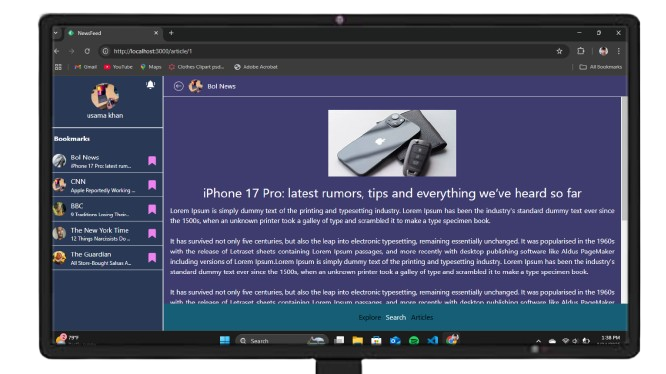 NewsFeed
http://localhost:3000/article/1
Gmail YouTube Maps Clothes Clipart psd... Adobe Acrobat All Bookmarks
usama khan
Bol News
Bookmarks
Bol News
iPhone 17 Pro: latest rum...
CNN
Apple Reportedly Working ...
BBC
9 Traditions Losing Their...
The New York Time
12 Things Narcissists Do ...
The Guardian
All Store-Bought Salsas A...
iPhone 17 Pro: latest rumors, tips and everything we've heard so far
Lorem Ipsum is simply dummy text of the printing and typesetting industry. Lorem Ipsum has been the industry's standard dummy text ever since
the 1500s, when an unknown printer took a galley of type and scrambled it to make a type specimen book.
It has survived not only five centuries, but also the leap into electronic typesetting, remaining essentially unchanged. It was popularised in the 1960s
with the release of Letraset sheets containing Lorem Ipsum passages, and more recently with desktop publishing software like Aldus PageMaker
including versions of Lorem Ipsum.Lorem Ipsum is simply dummy text of the printing and typesetting industry. Lorem Ipsum has been the industry's
standard dummy text ever since the 1500s, when an unknown printer took a galley of type and scrambled it to make a type specimen book.
It has survived not only five centuries, but also the leap into electronic typesetting, remaining essentially unchanged. It was popularised in the 1960s
with the release of Letraset sheets containing Lorem Ipsum passages, and more recently with desktop publishing software like Aldus PageMaker
Explore Search Articles
79°F
Search
1:38 PM